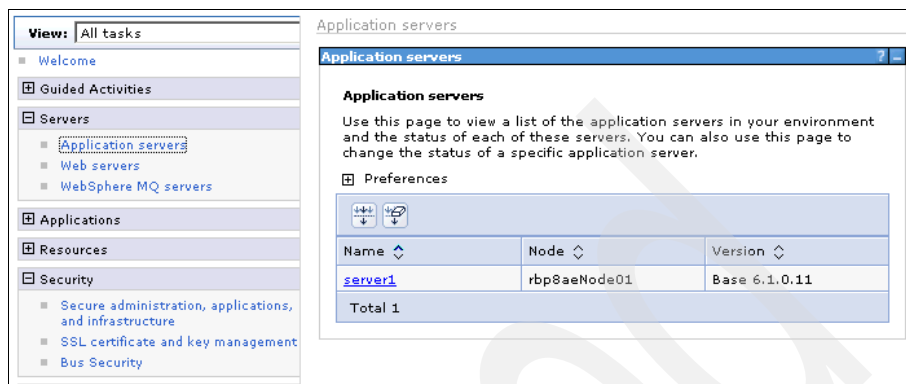 View: All tasks
Welcome
Guided Activities
Servers
Application servers
Web servers
WebSphere MQ servers
Applications
Resources
Security
Secure administration, applications,
and infrastructure
SSL certificate and key management
Bus Security
Application servers
Application servers ? -
Application servers
Use this page to view a list of the application servers in your environment
and the status of each of these servers. You can also use this page to
change the status of a specific application server.
Preferences
Name Node Version
server1 rbp8aeNode01 Base 6.1.0.11
Total 1